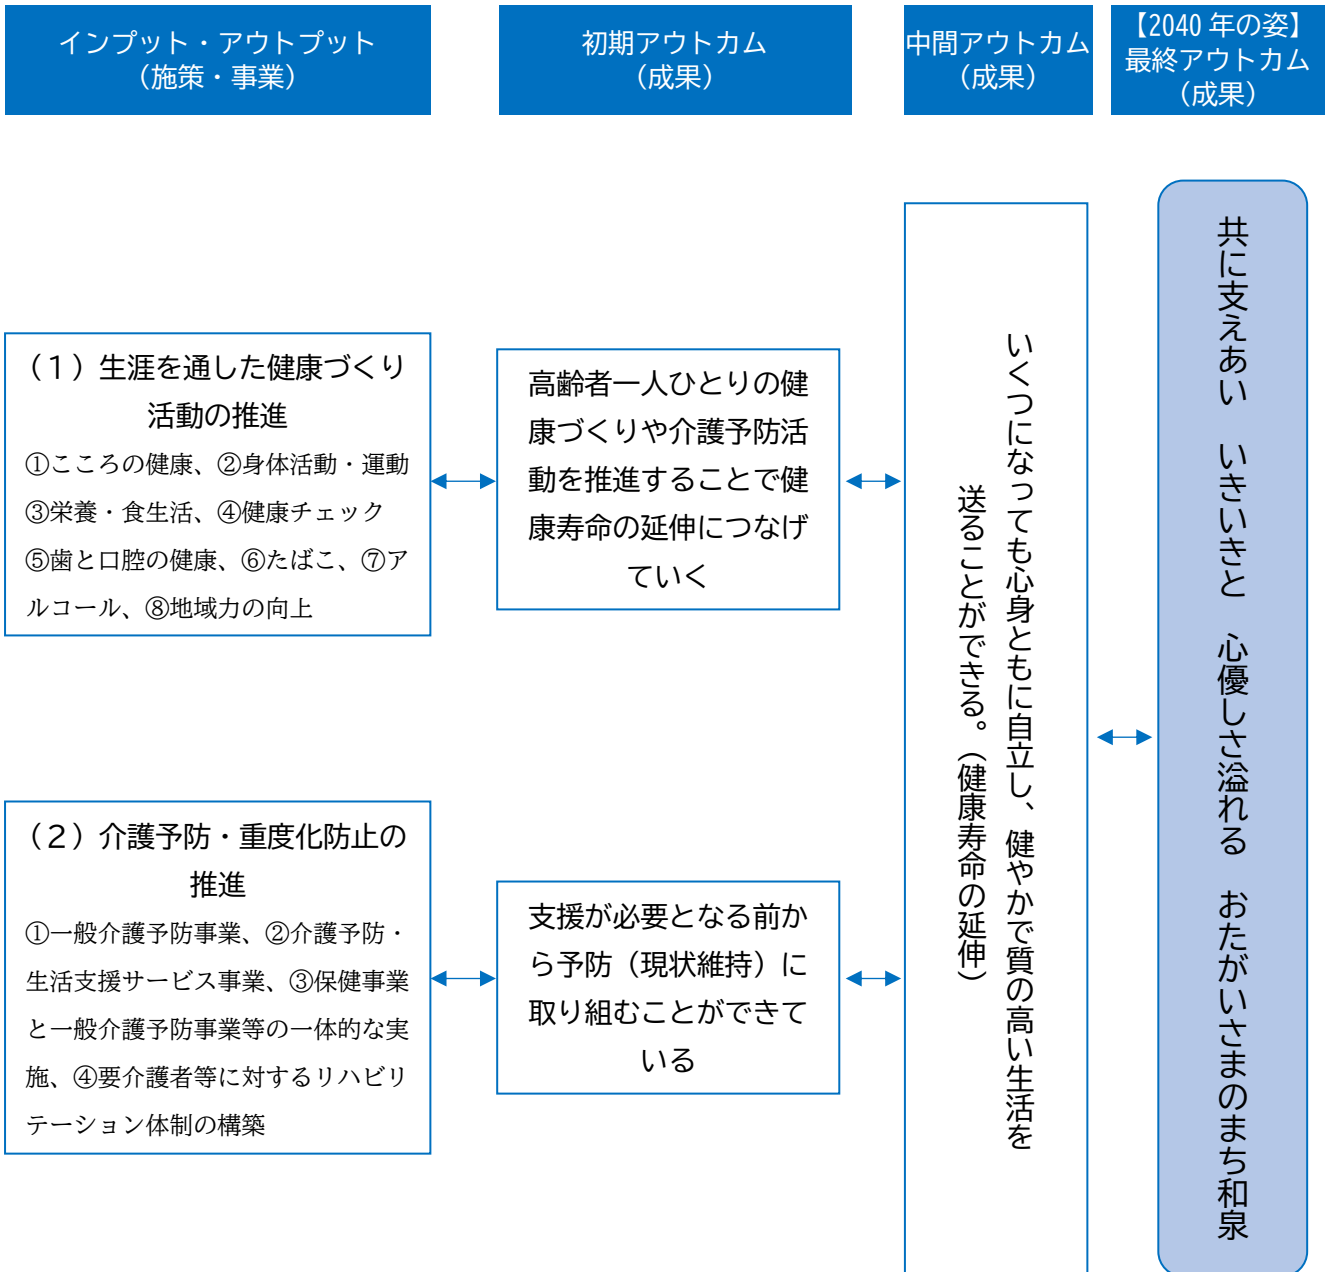 インプット・アウトプット
（施策・事業）
初期アウトカム
（成果）
中間アウトカム
（成果）
【2040年の姿】
最終アウトカム
（成果）
（１）生涯を通した健康づくり
活動の推進
①こころの健康、②身体活動・運動
③栄養・食生活、④健康チェック
⑤歯と口腔の健康、⑥たばこ、⑦ア
ルコール、⑧地域力の向上
高齢者一人ひとりの健
康づくりや介護予防活
動を推進することで健
康寿命の延伸につなげ
ていく
（２）介護予防・重度化防止の
推進
①一般介護予防事業、②介護予防・
生活支援サービス事業、③保健事業
と一般介護予防事業等の一体的な実
施、④要介護者等に対するリハビリ
テーション体制の構築
支援が必要となる前か
ら予防（現状維持）に
取り組むことができて
いる
いくつになっても心身ともに自立し、健やかで質の高い生活を
送ることができる。（健康寿命の延伸）
共に支えあい　いきいきと　心優しさ溢れる　おたがいさまのまち和泉